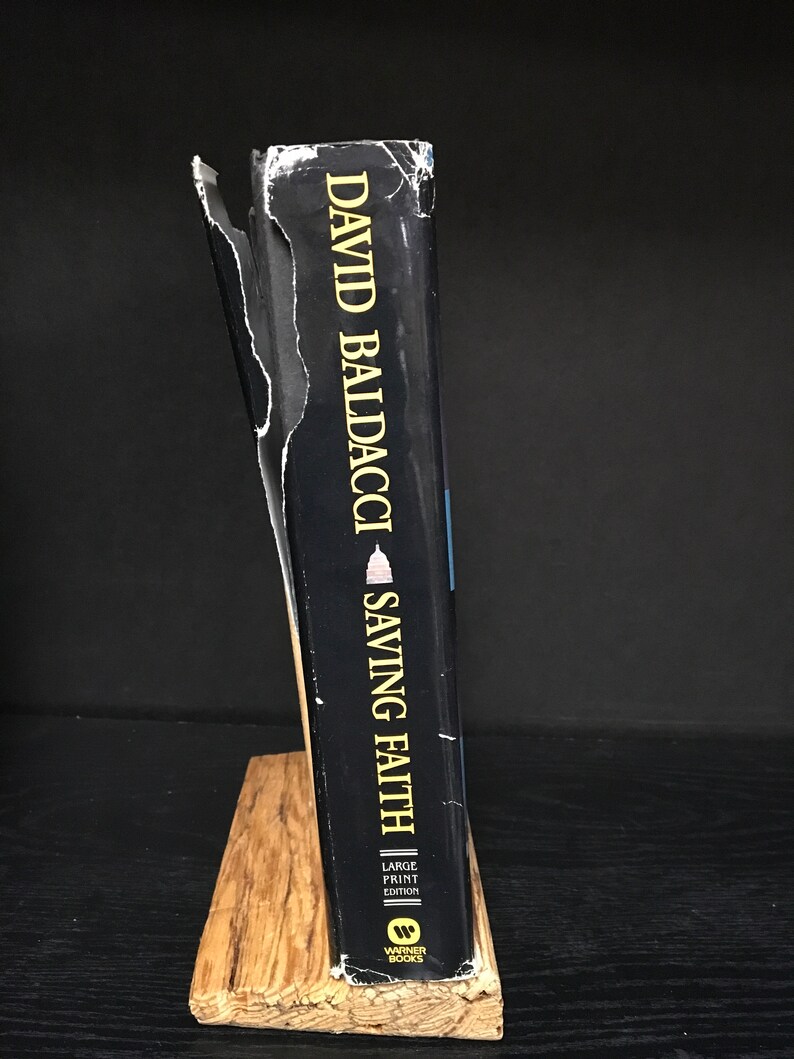 DAVID BALDACCI
SAVING FAITH
LARGE
PRINT
EDITION
WARNER
BOOKS